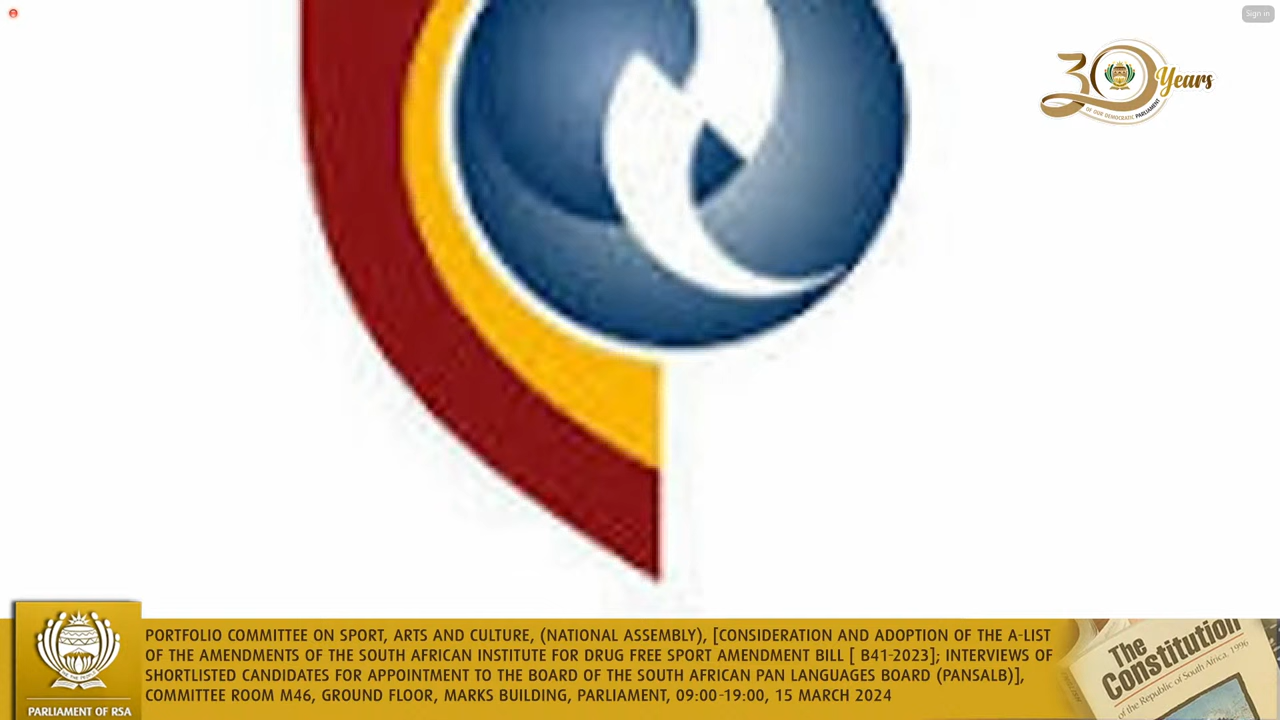 Sign in
30 Years
OF OUR DEMOCRATIC PARLIAMENT
PORTFOLIO COMMITTEE ON SPORT, ARTS AND CULTURE, (NATIONAL ASSEMBLY), [CONSIDERATION AND ADOPTION OF THE A-LIST
OF THE AMENDMENTS OF THE SOUTH AFRICAN INSTITUTE FOR DRUG FREE SPORT AMENDMENT BILL [ B41-2023]; INTERVIEWS OF
SHORTLISTED CANDIDATES FOR APPOINTMENT TO THE BOARD OF THE SOUTH AFRICAN PAN LANGUAGES BOARD (PANSALB)],
COMMITTEE ROOM M46, GROUND FLOOR, MARKS BUILDING, PARLIAMENT, 09:00-19:00, 15 MARCH 2024
PARLIAMENT OF RSA
The
Constitution
of the Republic of South Africa, 1996